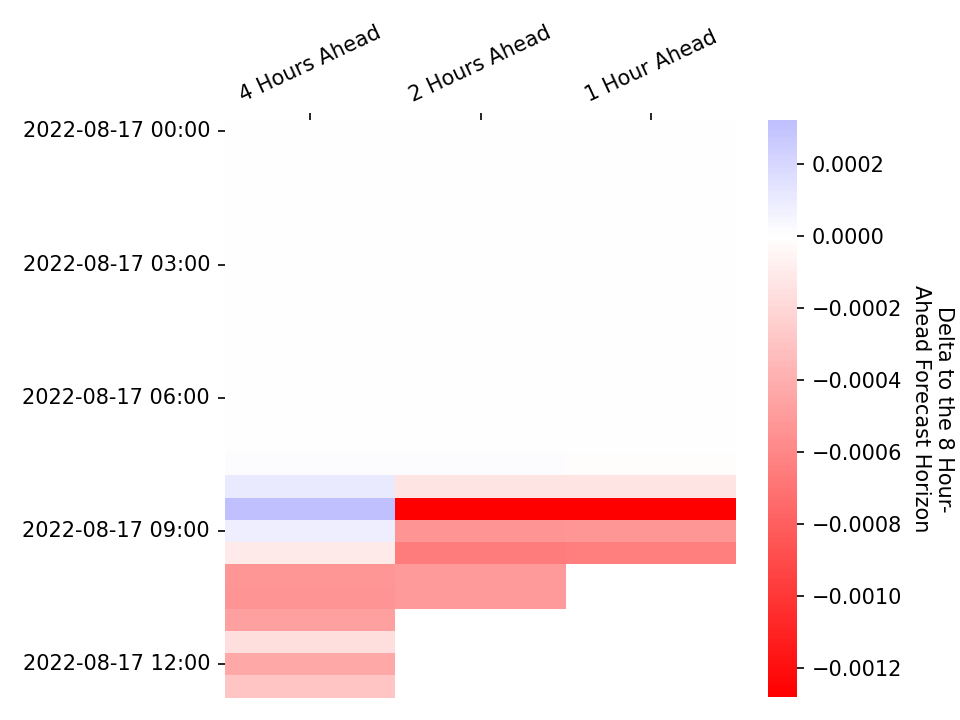 4 Hours Ahead
2 Hours Ahead
1 Hour Ahead
2022-08-17 00:00
2022-08-17 03:00
2022-08-17 06:00
2022-08-17 09:00
2022-08-17 12:00
0.0002
0.0000
−0.0002
−0.0004
−0.0006
−0.0008
−0.0010
−0.0012
Delta to the 8 Hour-
Ahead Forecast Horizon